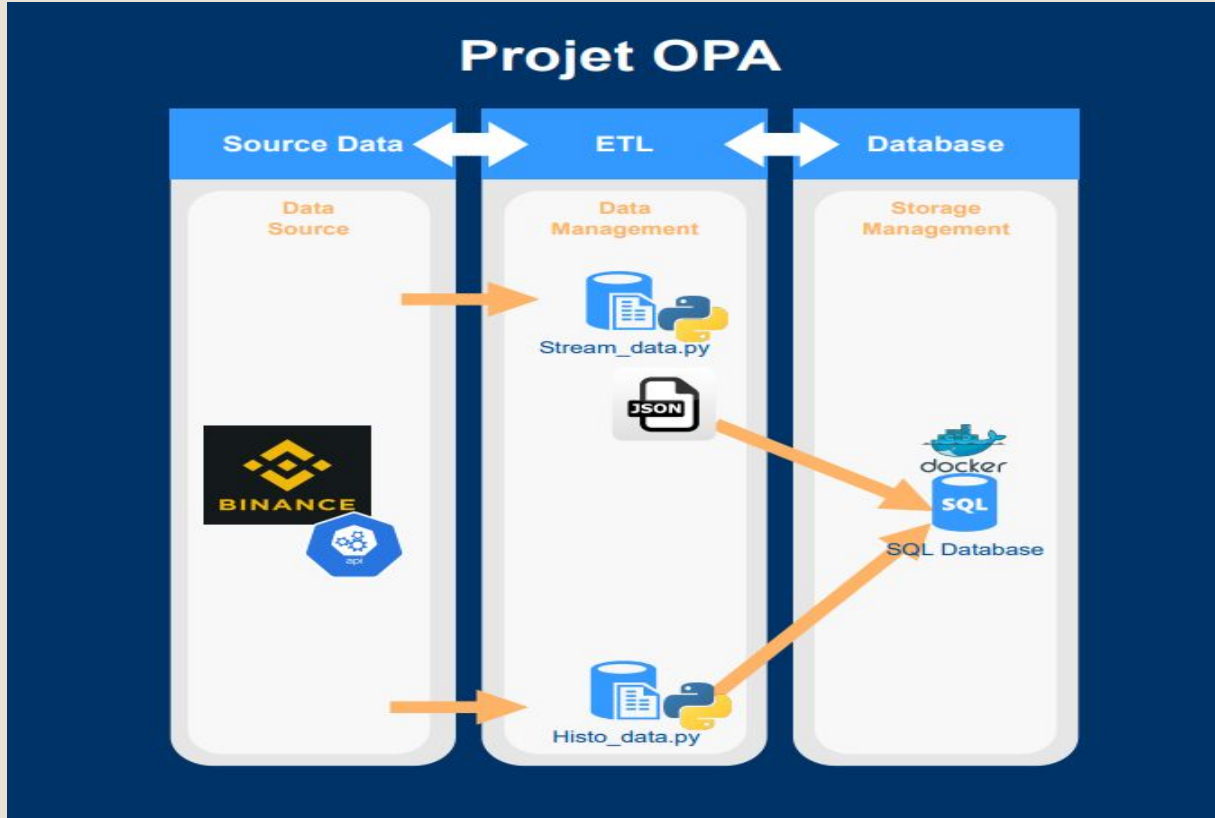 Projet OPA
Source Data
ETL
Database
Data
Source
Data
Management
Storage
Management
Stream_data.py
JSON
BINANCE
api
docker
SQL
SQL Database
Histo_data.py